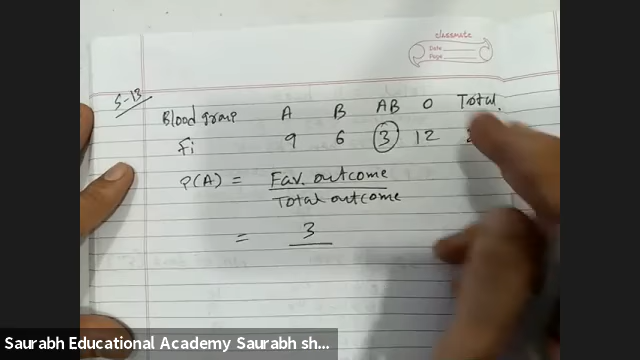 classmate
Date
Page
S-13
Blood group A B AB O Total.
fi 9 6 3 12
P(A) = Fav. outcome
Total outcome
= 3
Saurabh Educational Academy Saurabh sh...